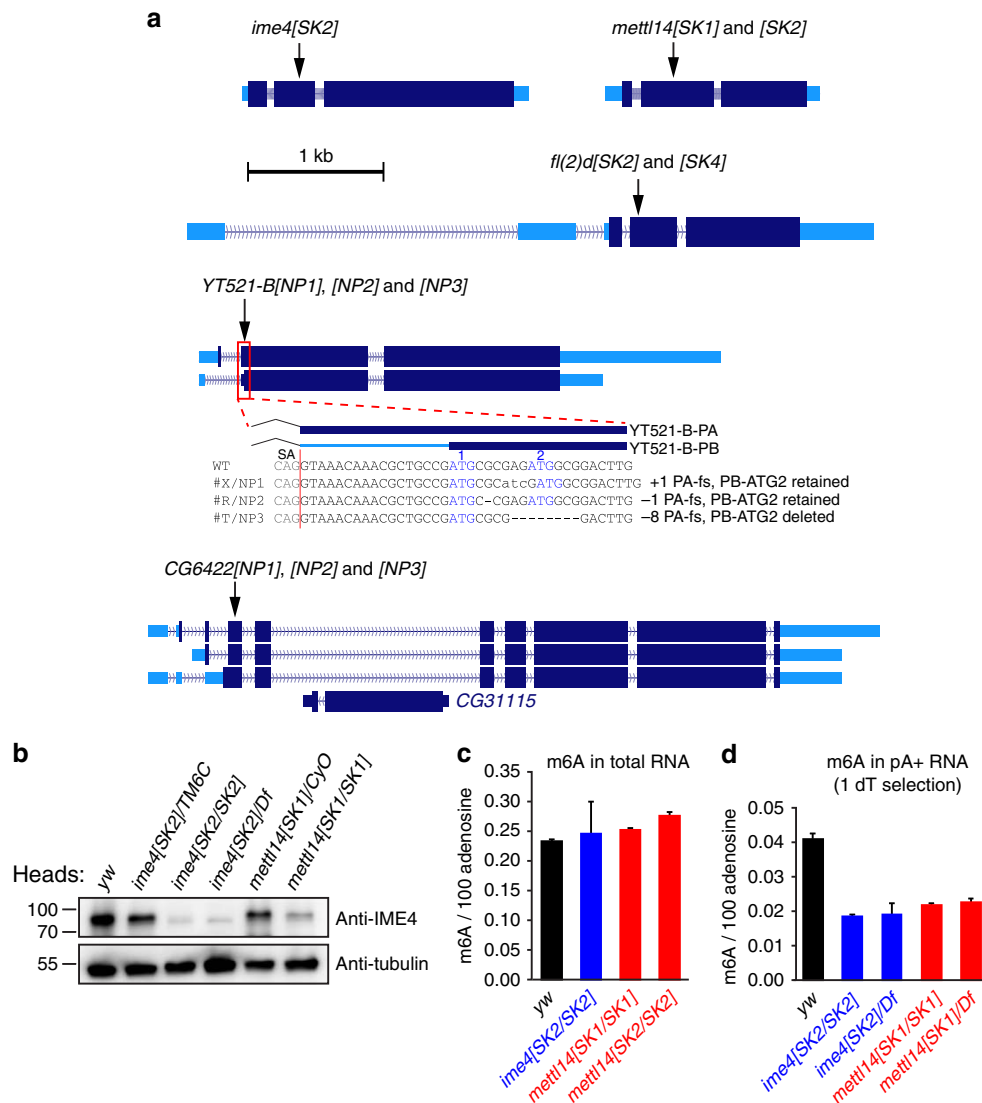 a
ime4[SK2]
mettl14[SK1] and [SK2]
1 kb
fl(2)d[SK2] and [SK4]
YT521-B[NP1], [NP2] and [NP3]
YT521-B-PA
YT521-B-PB
SA 1 2
WT CAGGTAAACAAACGCTGCCGATGCGCGAGATGGCGGACTTG
#X/NP1 CAGGTAAACAAACGCTGCCGATGCGCatcGATGGCGGACTTG +1 PA-fs, PB-ATG2 retained
#R/NP2 CAGGTAAACAAACGCTGCCGATGC-CGAGATGGCGGACTTG −1 PA-fs, PB-ATG2 retained
#T/NP3 CAGGTAAACAAACGCTGCCGATGCGCG--------GACTTG −8 PA-fs, PB-ATG2 deleted
CG6422[NP1], [NP2] and [NP3]
CG31115
b
Heads:
yw
ime4[SK2]/TM6C
ime4[SK2/SK2]
ime4[SK2]/Df
mettl14[SK1]/CyO
mettl14[SK1/SK1]
100
70
Anti-IME4
55
Anti-tubulin
c
m6A in total RNA
m6A / 100 adenosine
0.35
0.30
0.25
0.20
0.15
0.10
0.05
0.00
yw
ime4[SK2/SK2]
mettl14[SK1/SK1]
mettl14[SK2/SK2]
d
m6A in pA+ RNA
(1 dT selection)
m6A / 100 adenosine
0.05
0.04
0.03
0.02
0.01
0.00
yw
ime4[SK2/SK2]
ime4[SK2]/Df
mettl14[SK1/SK1]
mettl14[SK1]/Df